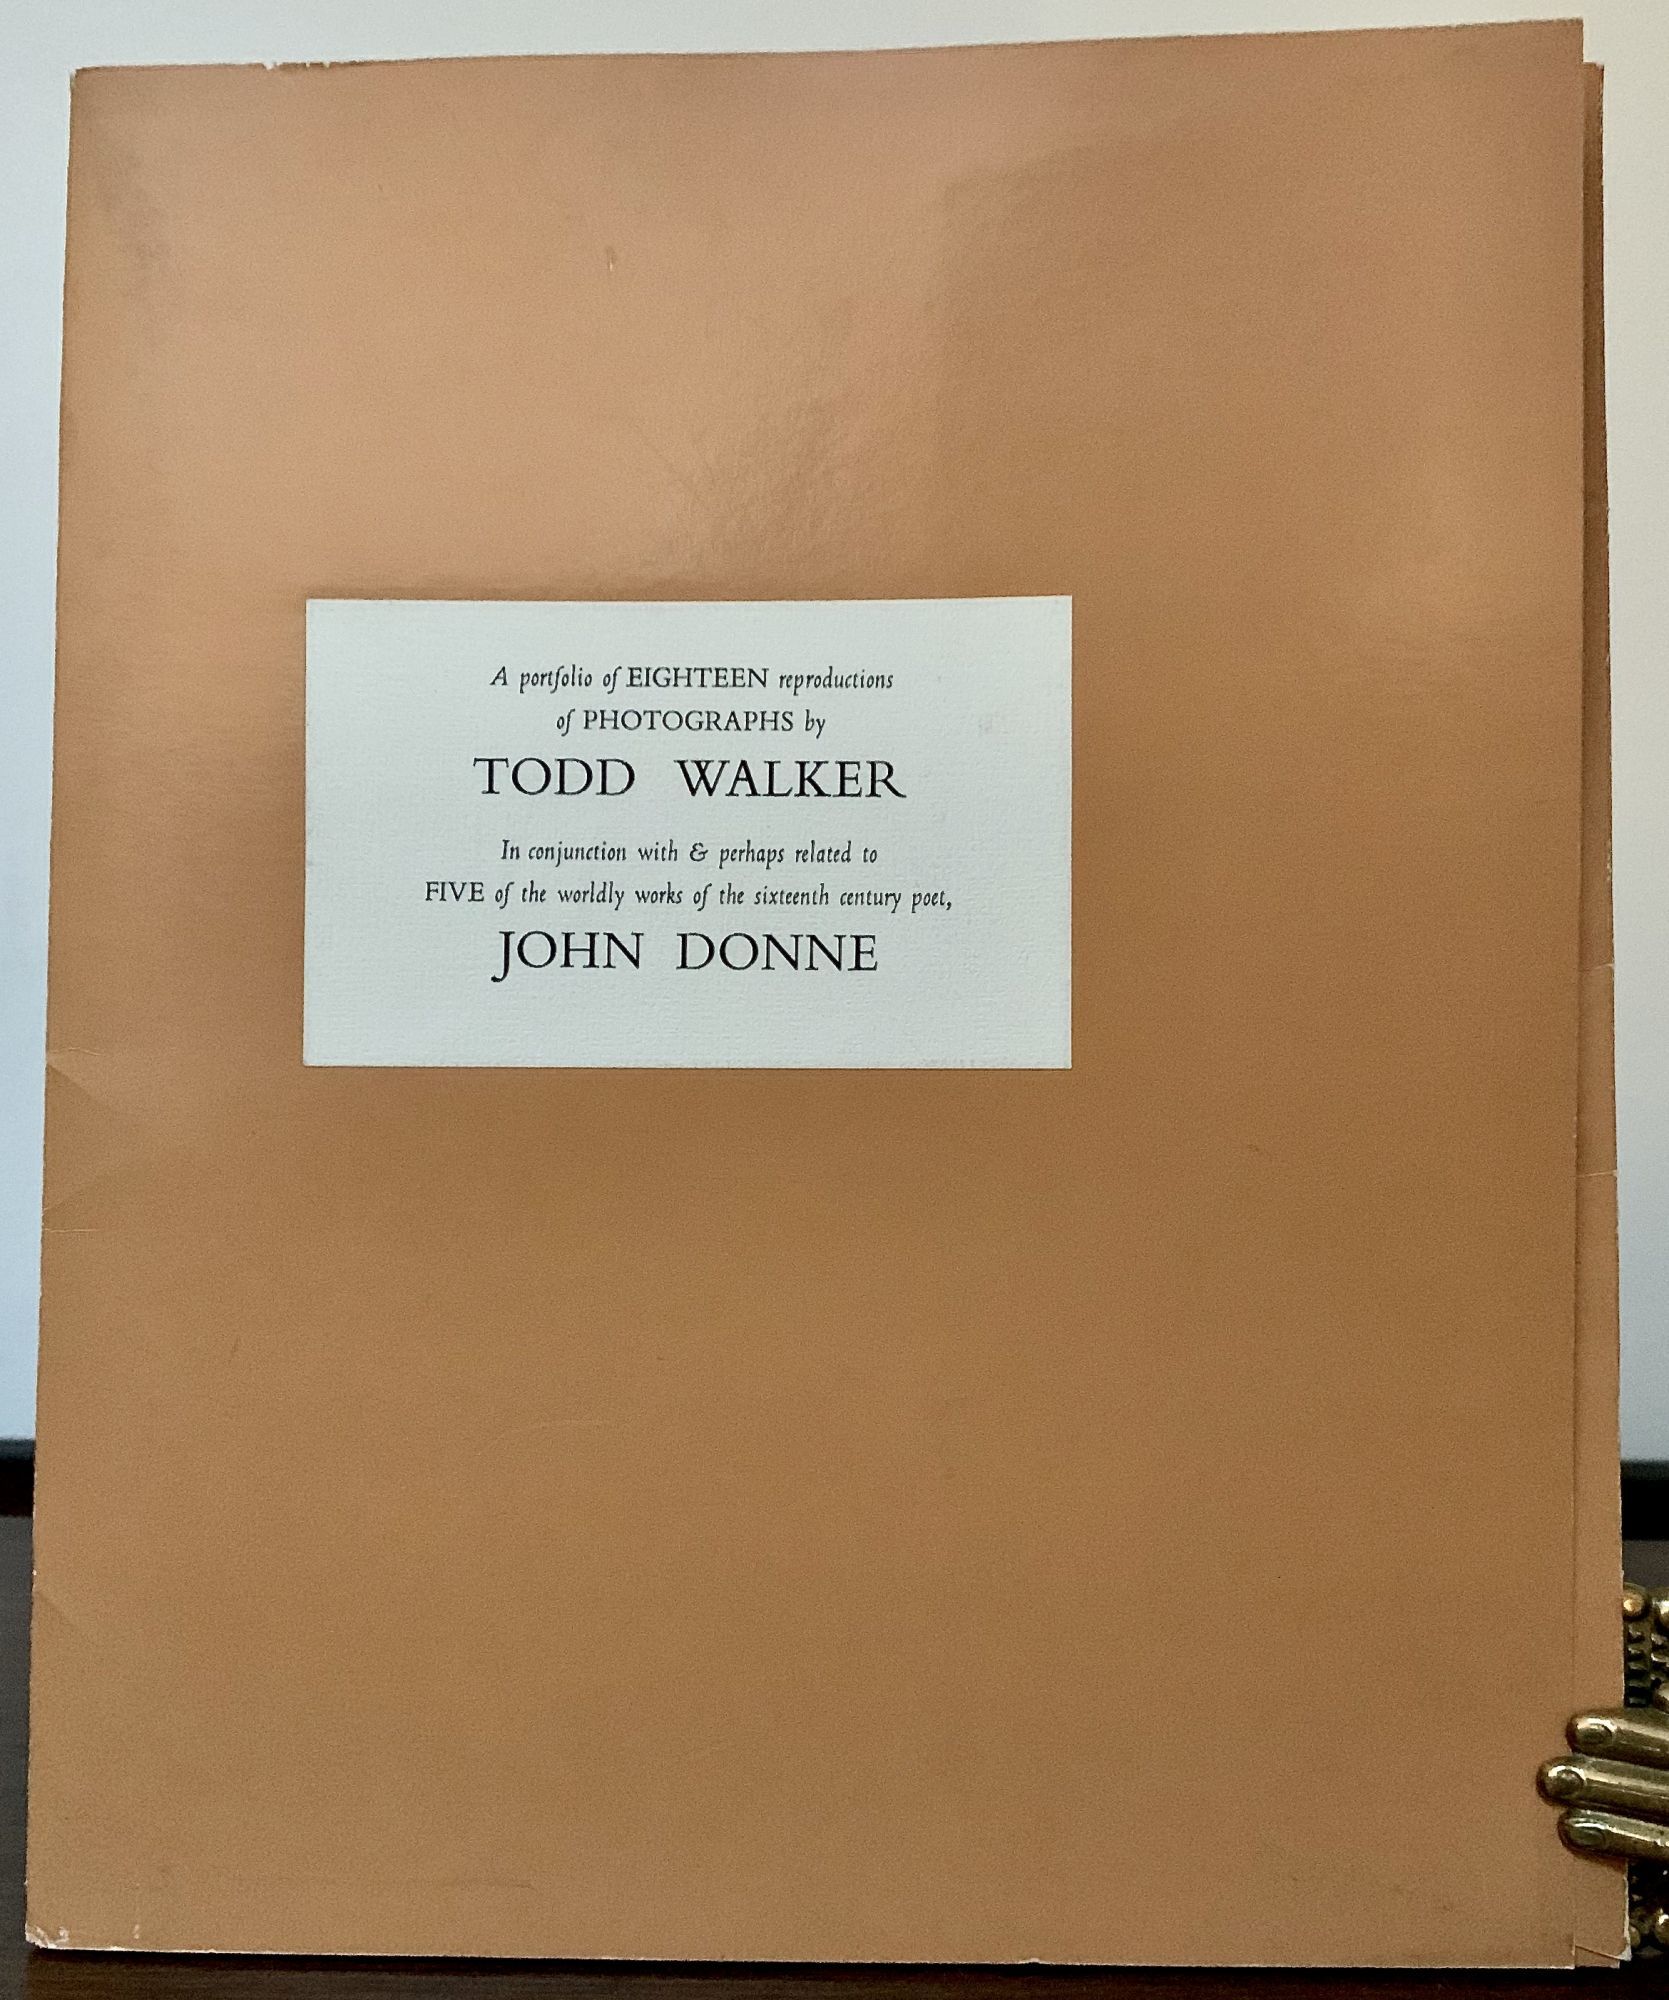 A portfolio of EIGHTEEN reproductions
of PHOTOGRAPHS by
TODD WALKER
In conjunction with & perhaps related to
FIVE of the worldly works of the sixteenth century poet,
JOHN DONNE